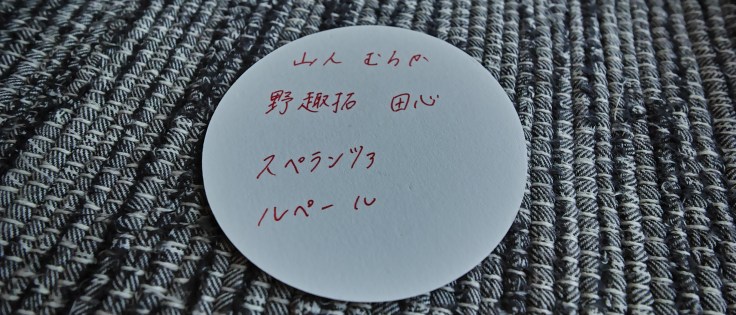 山人 むらか
野趣拓 田心
スペランツァ
ルペール